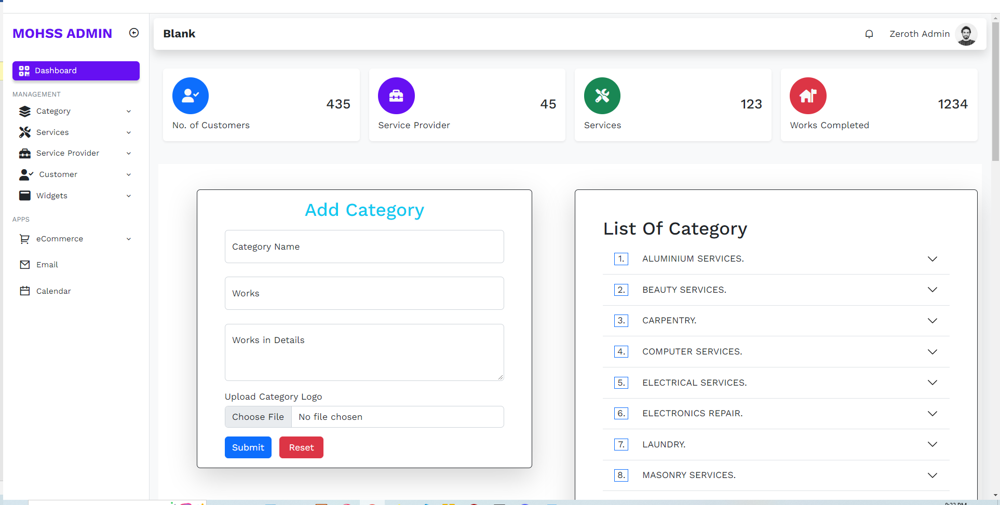 MOHSS ADMIN
Blank
Zeroth Admin
Dashboard
MANAGEMENT
Category
Services
Service Provider
Customer
Widgets
APPS
eCommerce
Email
Calendar
435
No. of Customers
45
Service Provider
123
Services
1234
Works Completed
Add Category
Category Name
Works
Works in Details
Upload Category Logo
Choose File No file chosen
Submit Reset
List Of Category
1. ALUMINIUM SERVICES.
2. BEAUTY SERVICES.
3. CARPENTRY.
4. COMPUTER SERVICES.
5. ELECTRICAL SERVICES.
6. ELECTRONICS REPAIR.
7. LAUNDRY.
8. MASONRY SERVICES.